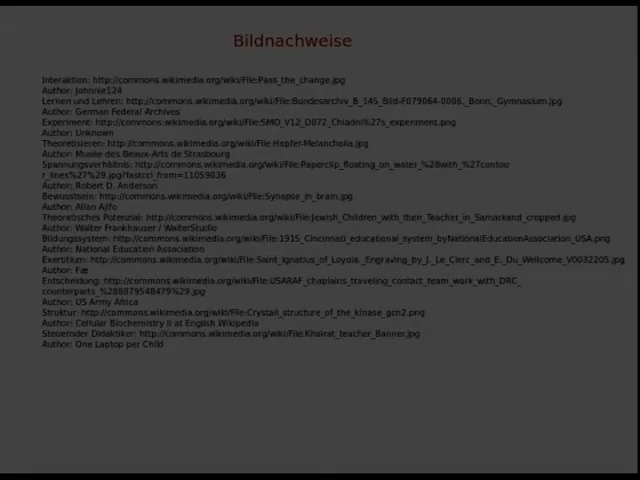 Bildnachweise
Interaktion: http://commons.wikimedia.org/wiki/File:Pass_the_change.jpg
Author: Johnnie124
Lernen und Lehren: http://commons.wikimedia.org/wiki/File:Bundesarchiv_B_145_Bild-F079064-0006,_Bonn,_Gymnasium.jpg
Author: German Federal Archives
Experiment: http://commons.wikimedia.org/wiki/File:SMO_V12_D072_Chladni%27s_experiment.png
Author: Unknown
Theoretisieren: http://commons.wikimedia.org/wiki/File:Hopfer-Melancholia.jpg
Author: Musée des Beaux-Arts de Strasbourg
Spannungsverhältnis: http://commons.wikimedia.org/wiki/File:Paperclip_floating_on_water_%28with_%27contou
r_lines%27%29.jpg?fastcci_from=11059036
Author: Robert D. Anderson
Bewusstsein: http://commons.wikimedia.org/wiki/File:Synapse_in_brain.jpg
Author: Allan Ajifo
Theoretisches Potenzial: http://commons.wikimedia.org/wiki/File:Jewish_Children_with_their_Teacher_in_Samarkand_cropped.jpg
Author: Walter Frankhauser / WalterStudio
Bildungssystem: http://commons.wikimedia.org/wiki/File:1915_Cincinnati_educational_system_byNationalEducationAssociation_USA.png
Author: National Education Association
Exertitium: http://commons.wikimedia.org/wiki/File:Saint_Ignatius_of_Loyola._Engraving_by_J._Le_Clerc_and_E._Du_Wellcome_V0032205.jpg
Author: Fæ
Entscheidung: http://commons.wikimedia.org/wiki/File:USARAF_chaplains_traveling_contact_team_work_with_DRC_
counterparts_%288079548479%29.jpg
Author: US Army Africa
Struktur: http://commons.wikimedia.org/wiki/File:Crystall_structure_of_the_kinase_gcn2.png
Author: Cellular Biochemistry II at English Wikipedia
Steuernder Didaktiker: http://commons.wikimedia.org/wiki/File:Khairat_teacher_Banner.jpg
Author: One Laptop per Child